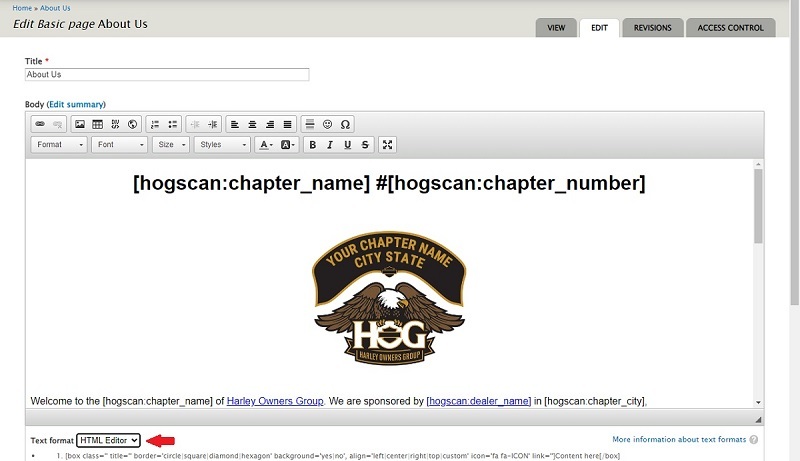 Home » About Us
Edit Basic page About Us
VIEW
EDIT
REVISIONS
ACCESS CONTROL
Title *
About Us
Body (Edit summary)
Format
Font
Size
Styles
A
A
B I U S
[hogscan:chapter_name] #[hogscan:chapter_number]
YOUR CHAPTER NAME
CITY STATE
HOG
HARLEY OWNERS GROUP
Welcome to the [hogscan:chapter_name] of Harley Owners Group. We are sponsored by [hogscan:dealer_name] in [hogscan:chapter_city],
Text format HTML Editor
More information about text formats ?
1. [box class='' title='' border='circle|square|diamond|hexagon' background='yes|no', align='left|center|right|top|custom' icon='fa fa-ICON' link='']Content here[/box]